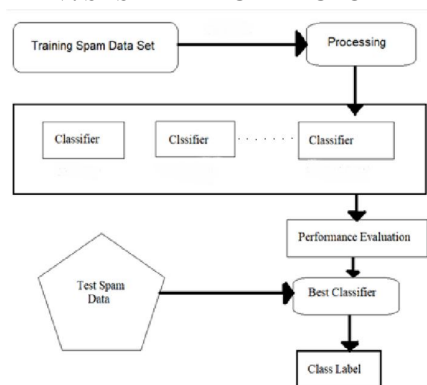 Training Spam Data Set
Processing
Classifier
Clssifier
Classifier
Performance Evaluation
Test Spam
Data
Best Classifier
Class Label